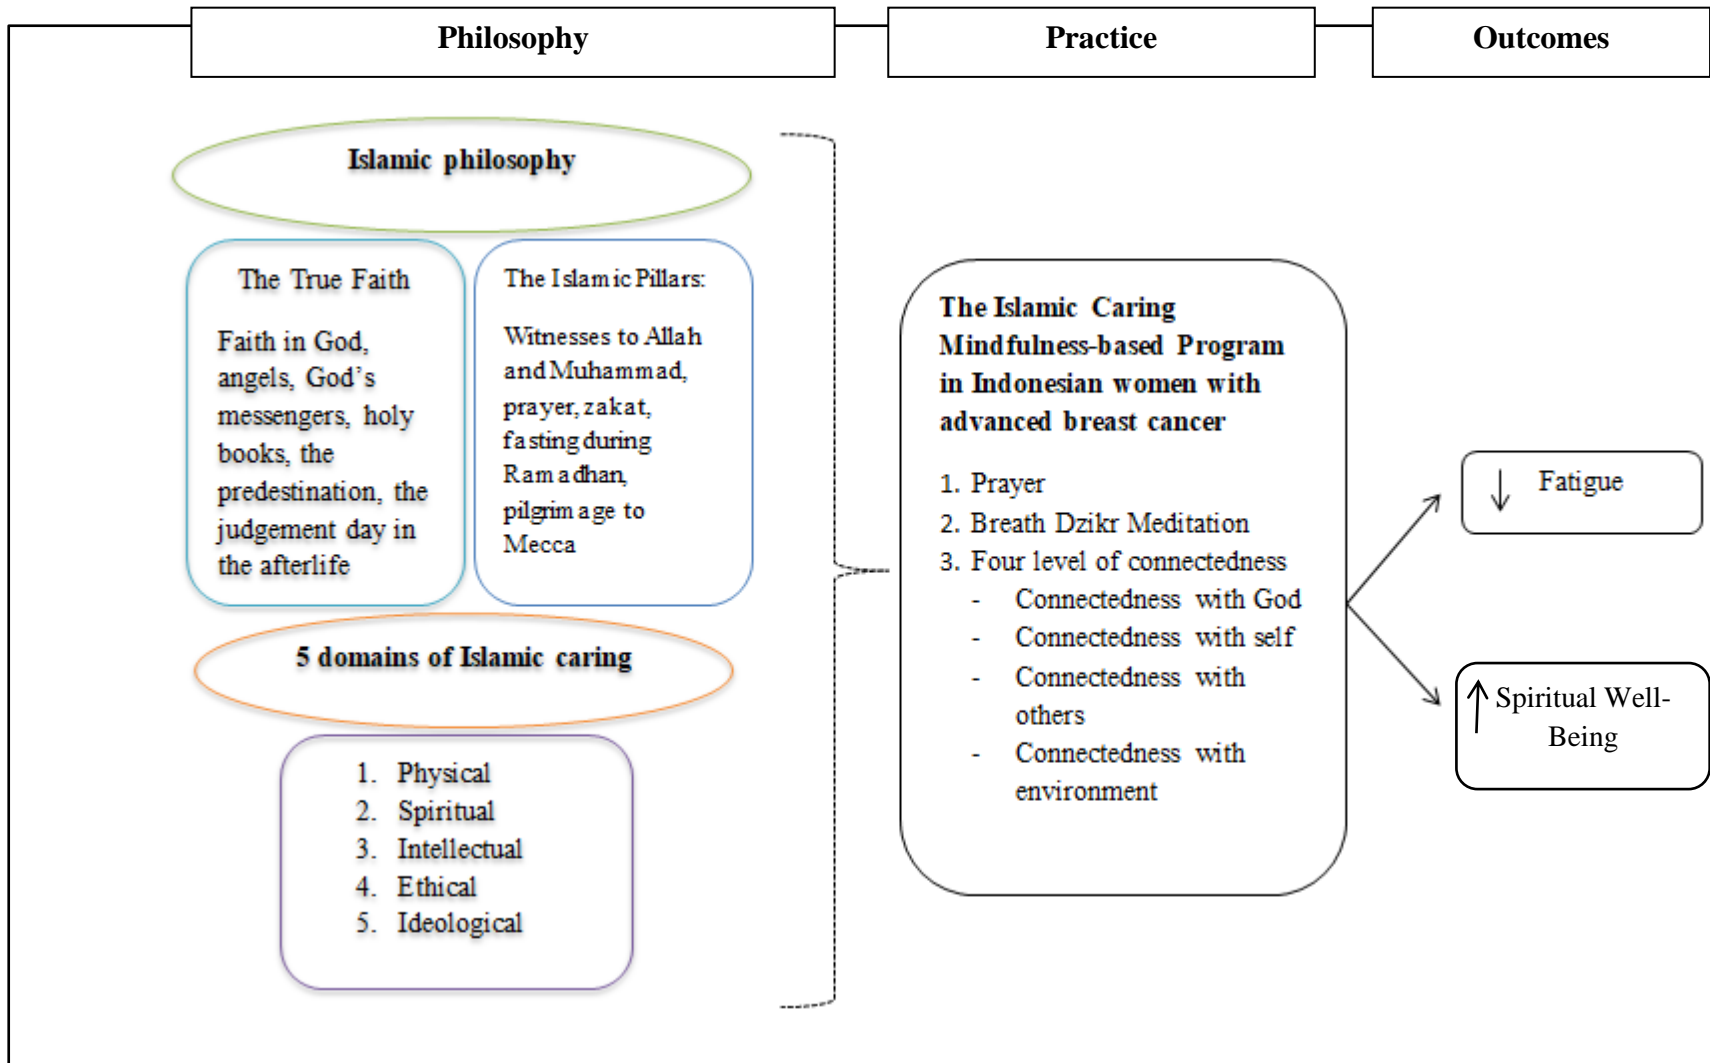 Philosophy
Practice
Outcomes
Islamic philosophy
The True Faith
Faith in God,
angels, God’s
messengers, holy
books, the
predestination, the
judgement day in
the afterlife
The Islamic Pillars:
Witnesses to Allah
and Muhammad,
prayer, zakat,
fasting during
Ramadhan,
pilgrimage to
Mecca
5 domains of Islamic caring
1. Physical
2. Spiritual
3. Intellectual
4. Ethical
5. Ideological
The Islamic Caring
Mindfulness-based Program
in Indonesian women with
advanced breast cancer
1. Prayer
2. Breath Dzikr Meditation
3. Four level of connectedness
- Connectedness with God
- Connectedness with self
- Connectedness with
others
- Connectedness with
environment
↓ Fatigue
↑ Spiritual Well-
Being